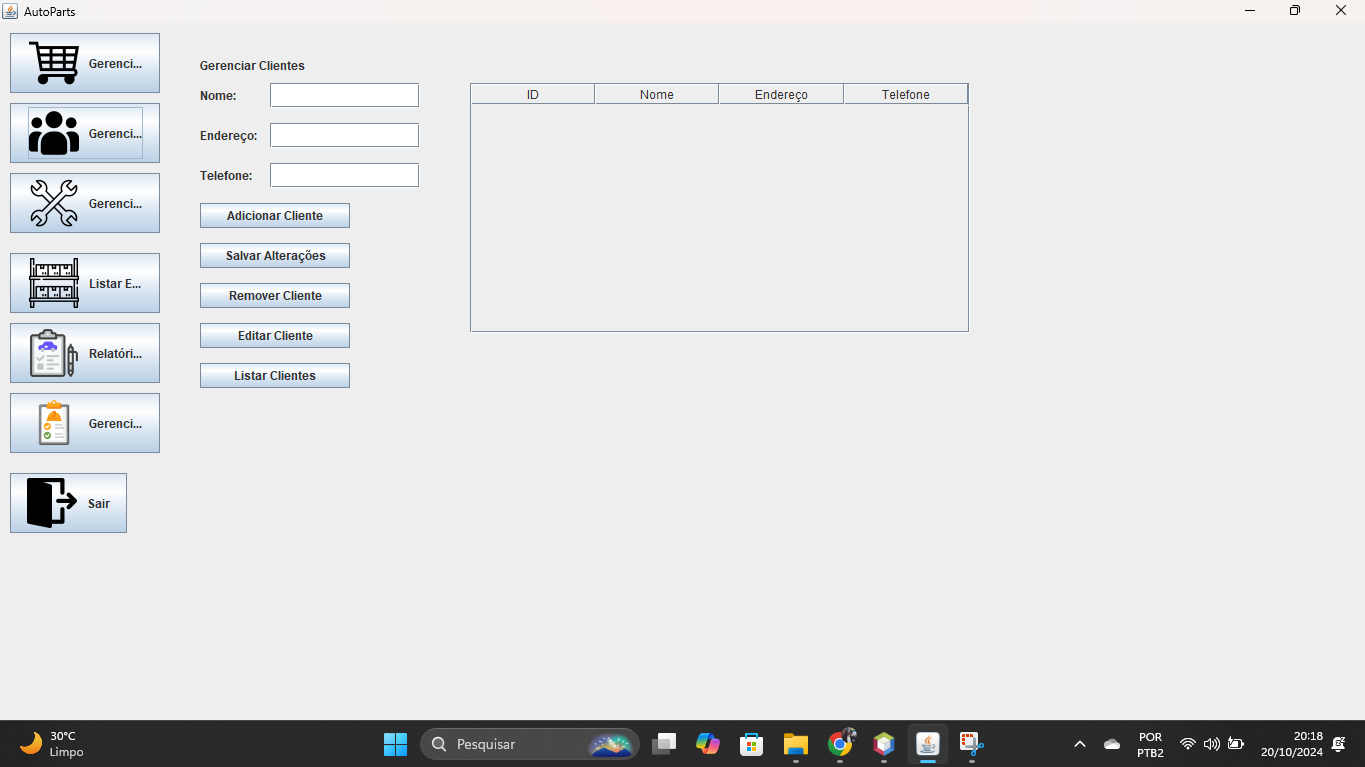 AutoParts
Gerenci...
Gerenci...
Gerenci...
Listar E...
Relatóri...
Gerenci...
Sair
Gerenciar Clientes
Nome:
Endereço:
Telefone:
Adicionar Cliente
Salvar Alterações
Remover Cliente
Editar Cliente
Listar Clientes
ID Nome Endereço Telefone
30°C
Limpo
Pesquisar
POR
PTB2
20:18
20/10/2024